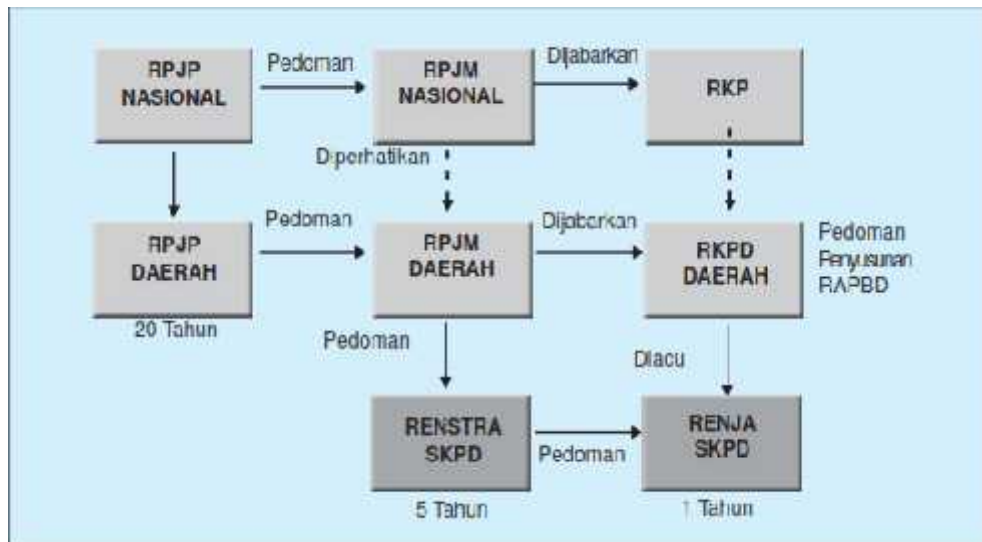 RPJP
NASIONAL
Pedoman
RPJM
NASIONAL
Dijabarkan
RKP
Diperhatikan
RPJP
DAERAH
20 Tahun
Pedoman
RPJM
DAERAH
Dijabarkan
RKPD
DAERAH
Pedoman
Penyusunan
RAPBD
Pedoman
Diacu
RENSTRA
SKPD
5 Tahun
Pedoman
RENJA
SKPD
1 Tahun